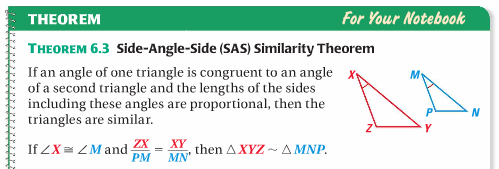 THEOREM For Your Notebook
THEOREM 6.3 Side-Angle-Side (SAS) Similarity Theorem
If an angle of one triangle is congruent to an angle
of a second triangle and the lengths of the sides
including these angles are proportional, then the
triangles are similar.
If ∠X ≅ ∠M and ZX/PM = XY/MN, then △XYZ ~ △MNP.
X
M
P
N
Z
Y